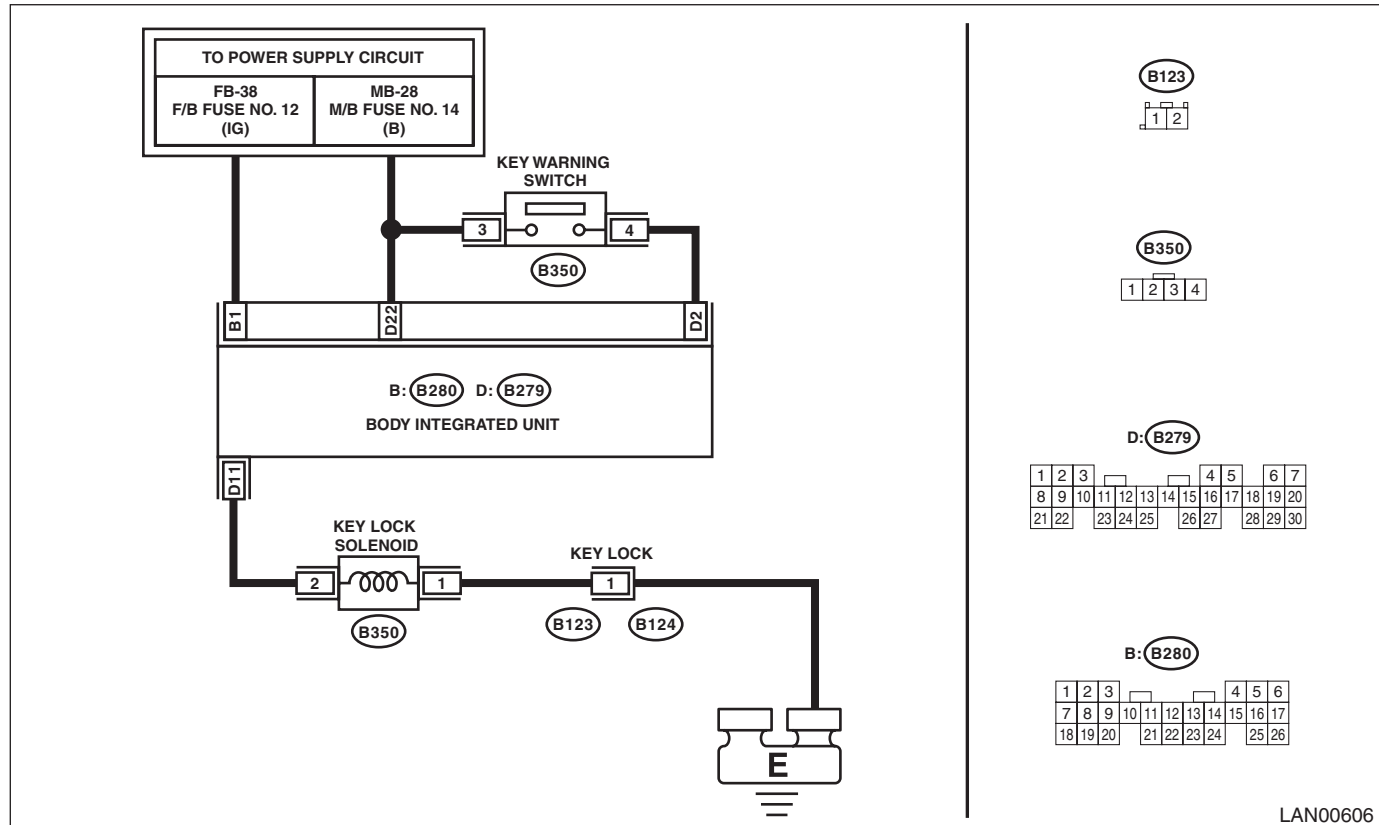 TO POWER SUPPLY CIRCUIT
FB-38
F/B FUSE NO. 12
(IG)
MB-28
M/B FUSE NO. 14
(B)
KEY WARNING
SWITCH
3
4
B350
B1
D22
D2
B: B280 D: B279
BODY INTEGRATED UNIT
D11
KEY LOCK
SOLENOID
2
1
B350
KEY LOCK
1
B123
B124
E
B123
1 2
B350
1 2 3 4
D: B279
1 2 3 4 5 6 7
8 9 10 11 12 13 14 15 16 17 18 19 20
21 22 23 24 25 26 27 28 29 30
B: B280
1 2 3 4 5 6
7 8 9 10 11 12 13 14 15 16 17
18 19 20 21 22 23 24 25 26
LAN00606